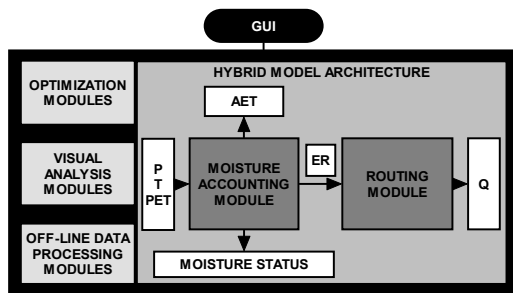 GUI
HYBRID MODEL ARCHITECTURE
OPTIMIZATION
MODULES
VISUAL
ANALYSIS
MODULES
OFF-LINE DATA
PROCESSING
MODULES
AET
P
T
PET
MOISTURE
ACCOUNTING
MODULE
ER
ROUTING
MODULE
Q
MOISTURE STATUS